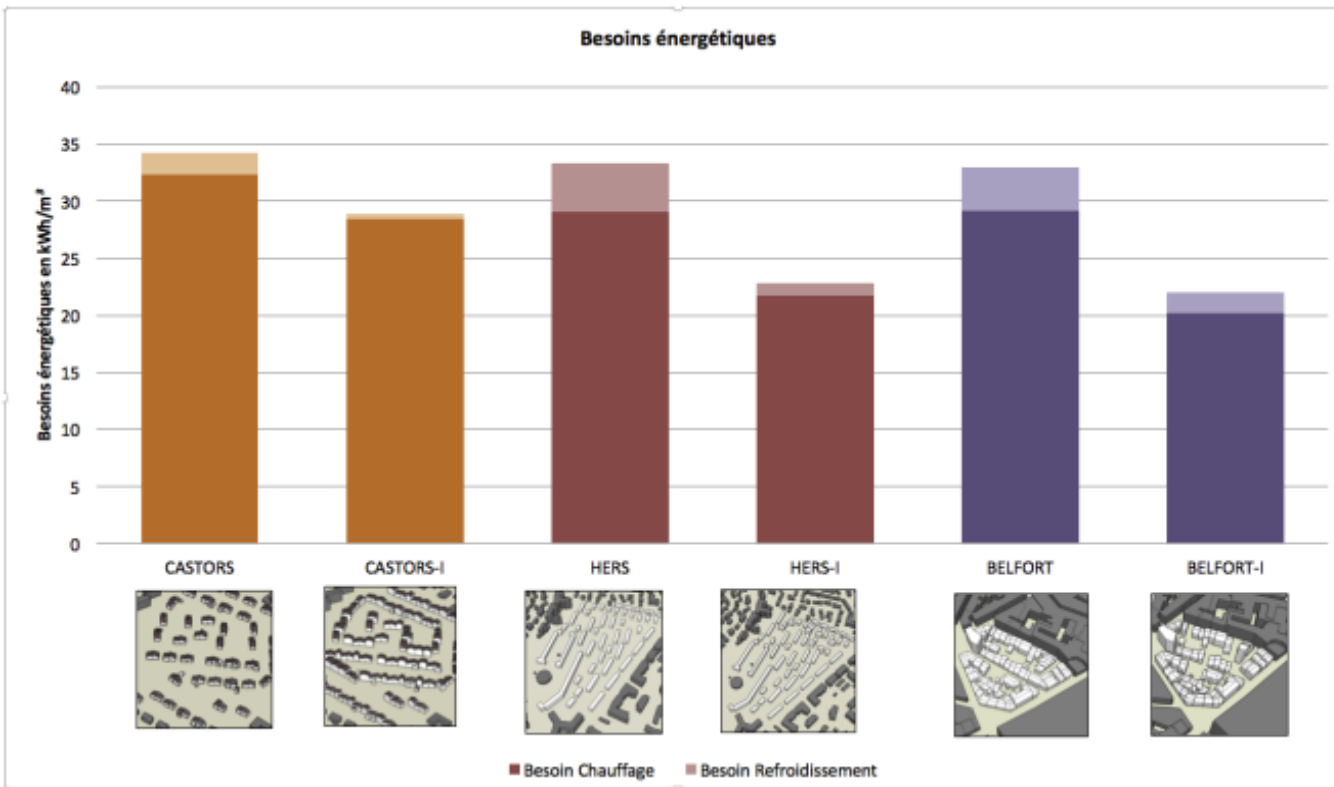 Besoins énergétiques
Besoins énergétiques en kWh/m²
40
35
30
25
20
15
10
5
0
CASTORS
CASTORS-I
HERS
HERS-I
BELFORT
BELFORT-I
Besoin Chauffage
Besoin Refroidissement